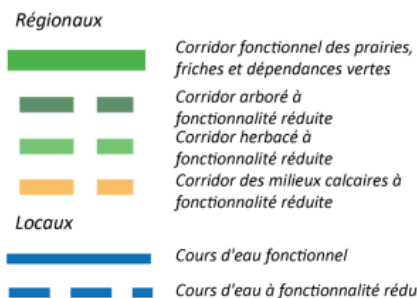 Régionaux
Corridor fonctionnel des prairies,
friches et dépendances vertes
Corridor arboré à
fonctionnalité réduite
Corridor herbacé à
fonctionnalité réduite
Corridor des milieux calcaires à
fonctionnalité réduite
Locaux
Cours d'eau fonctionnel
Cours d'eau à fonctionnalité rédu